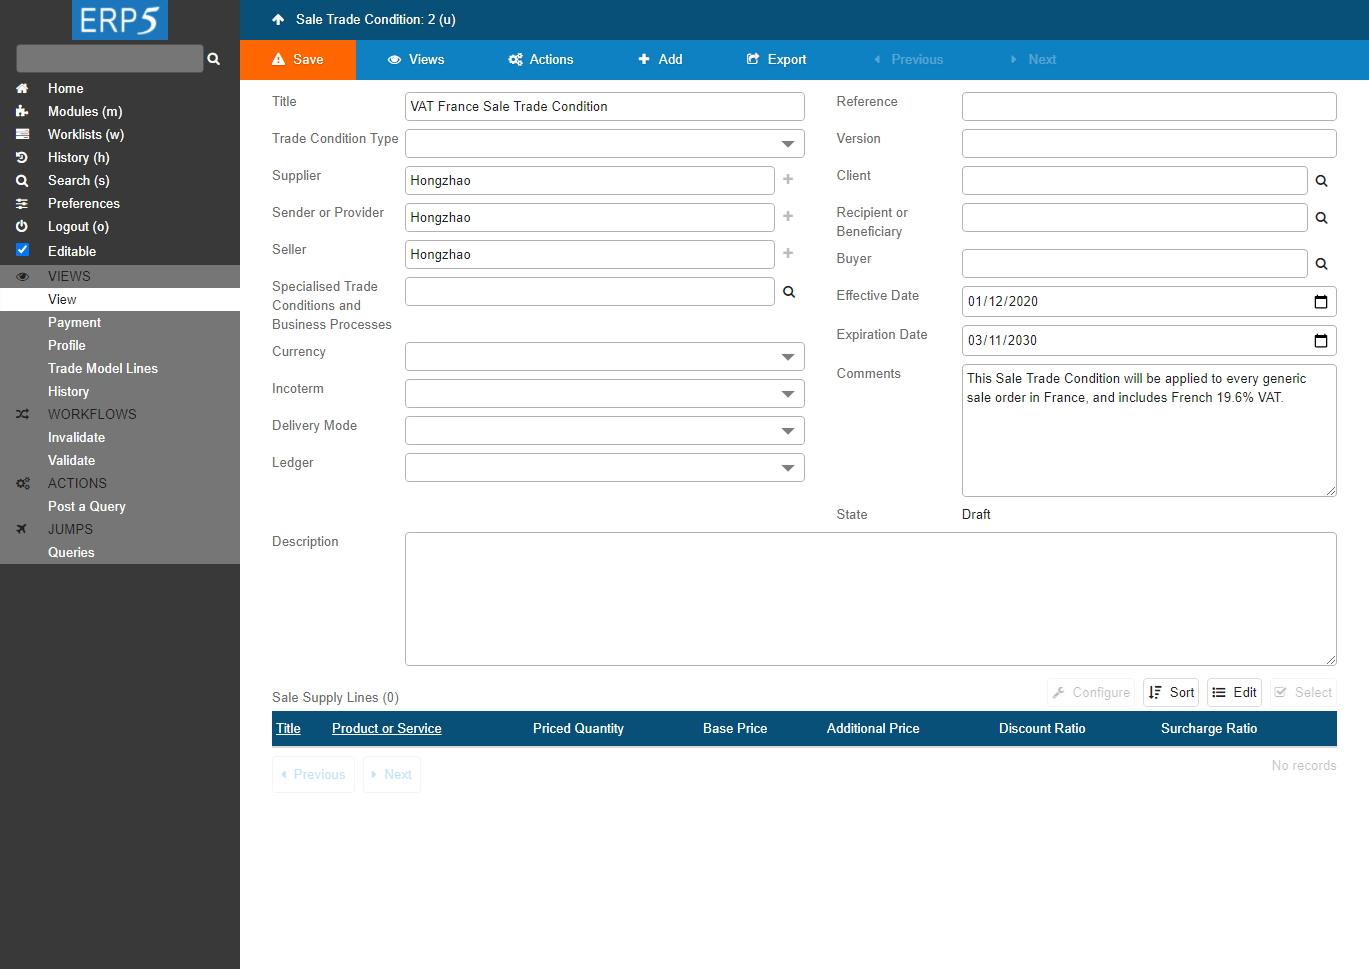 ERP5
Sale Trade Condition: 2 (u)
Save
Views
Actions
Add
Export
Previous
Next
Home
Modules (m)
Worklists (w)
History (h)
Search (s)
Preferences
Logout (o)
Editable
VIEWS
View
Payment
Profile
Trade Model Lines
History
WORKFLOWS
Invalidate
Validate
ACTIONS
Post a Query
JUMPS
Queries
Title
VAT France Sale Trade Condition
Trade Condition Type
Supplier
Hongzhao
Sender or Provider
Hongzhao
Seller
Hongzhao
Specialised Trade
Conditions and
Business Processes
Currency
Incoterm
Delivery Mode
Ledger
Reference
Version
Client
Recipient or
Beneficiary
Buyer
Effective Date
01/12/2020
Expiration Date
03/11/2030
Comments
This Sale Trade Condition will be applied to every generic
sale order in France, and includes French 19.6% VAT.
State
Draft
Description
Sale Supply Lines (0)
Configure
Sort
Edit
Select
Title
Product or Service
Priced Quantity
Base Price
Additional Price
Discount Ratio
Surcharge Ratio
Previous
Next
No records